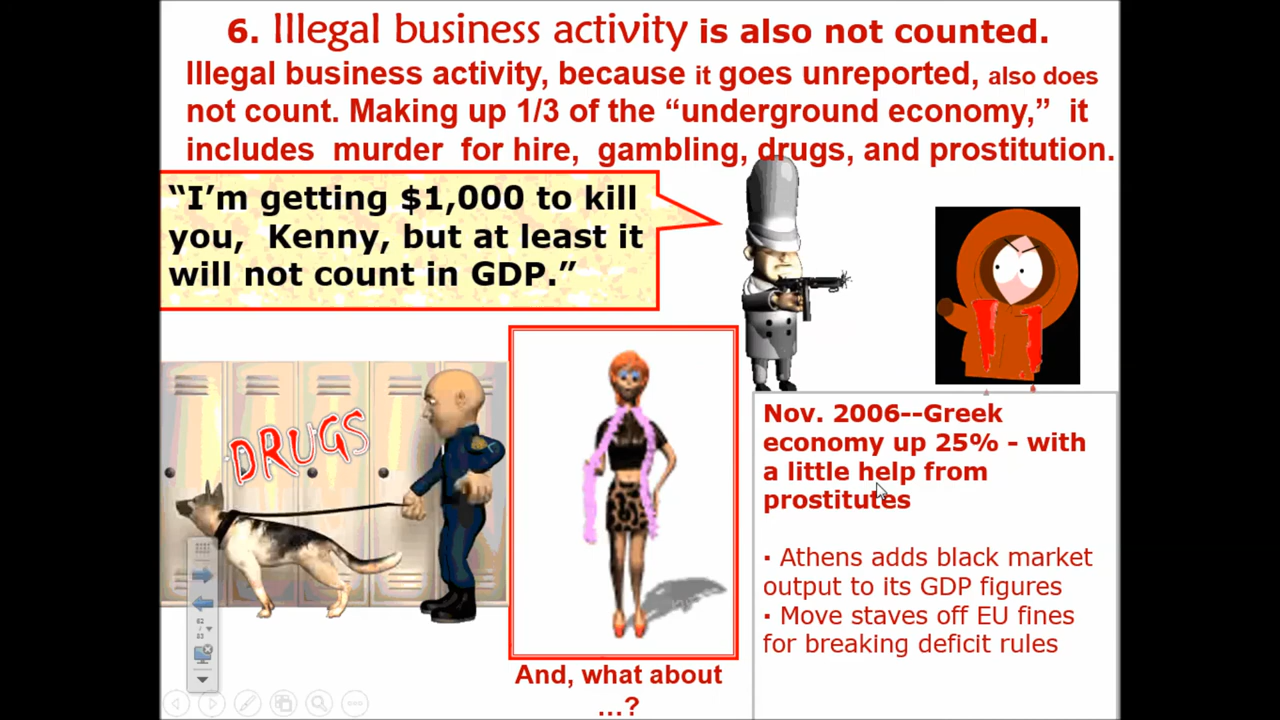 6. Illegal business activity is also not counted.
Illegal business activity, because it goes unreported, also does
not count. Making up 1/3 of the “underground economy,” it
includes murder for hire, gambling, drugs, and prostitution.
“I’m getting $1,000 to kill
you, Kenny, but at least it
will not count in GDP.”
DRUGS
And, what about
…?
Nov. 2006--Greek
economy up 25% - with
a little help from
prostitutes
▪ Athens adds black market
output to its GDP figures
▪ Move staves off EU fines
for breaking deficit rules